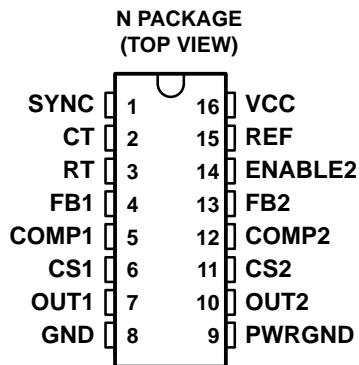 N PACKAGE
(TOP VIEW)
SYNC 1 16 VCC
CT 2 15 REF
RT 3 14 ENABLE2
FB1 4 13 FB2
COMP1 5 12 COMP2
CS1 6 11 CS2
OUT1 7 10 OUT2
GND 8 9 PWRGND